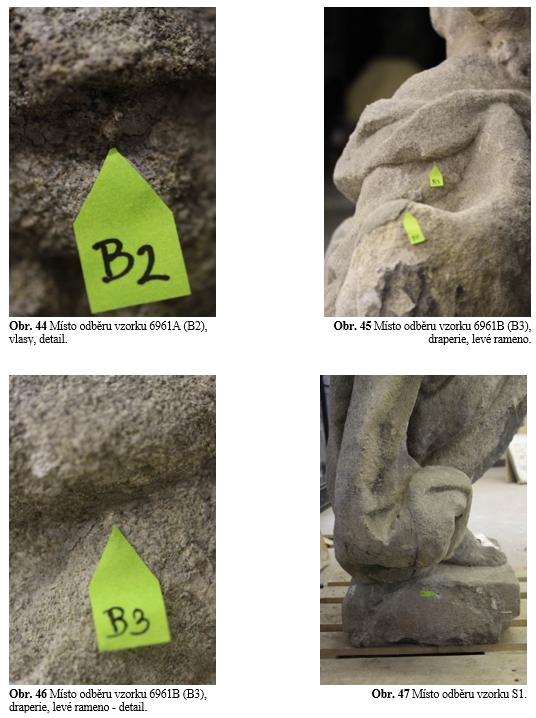 B2
B3
Obr. 44 Místo odběru vzorku 6961A (B2),
vlasy, detail.
Obr. 45 Místo odběru vzorku 6961B (B3),
draperie, levé rameno.
B3
Obr. 46 Místo odběru vzorku 6961B (B3),
draperie, levé rameno - detail.
Obr. 47 Místo odběru vzorku S1.